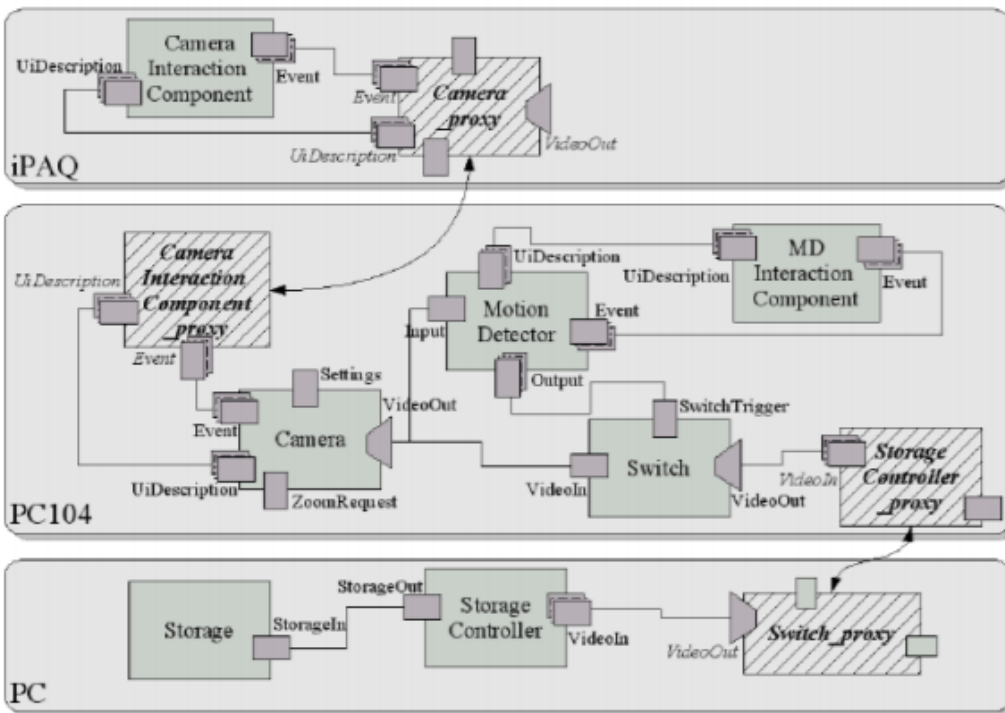 Camera
Interaction
Component
UiDescription
Event
Event
Camera
_proxy
UiDescription
VideoOut
iPAQ
Camera
Interaction
Component
_proxy
UiDescription
Event
UiDescription
Motion
Detector
Input
Event
Output
UiDescription
MD
Interaction
Component
Event
Settings
VideoOut
Event
Camera
UiDescription
ZoomRequest
SwitchTrigger
Switch
VideoIn
VideoOut
Storage
Controller
_proxy
VideoIn
PC104
Storage
StorageIn
StorageOut
Storage
Controller
VideoIn
VideoOut
Switch_proxy
PC